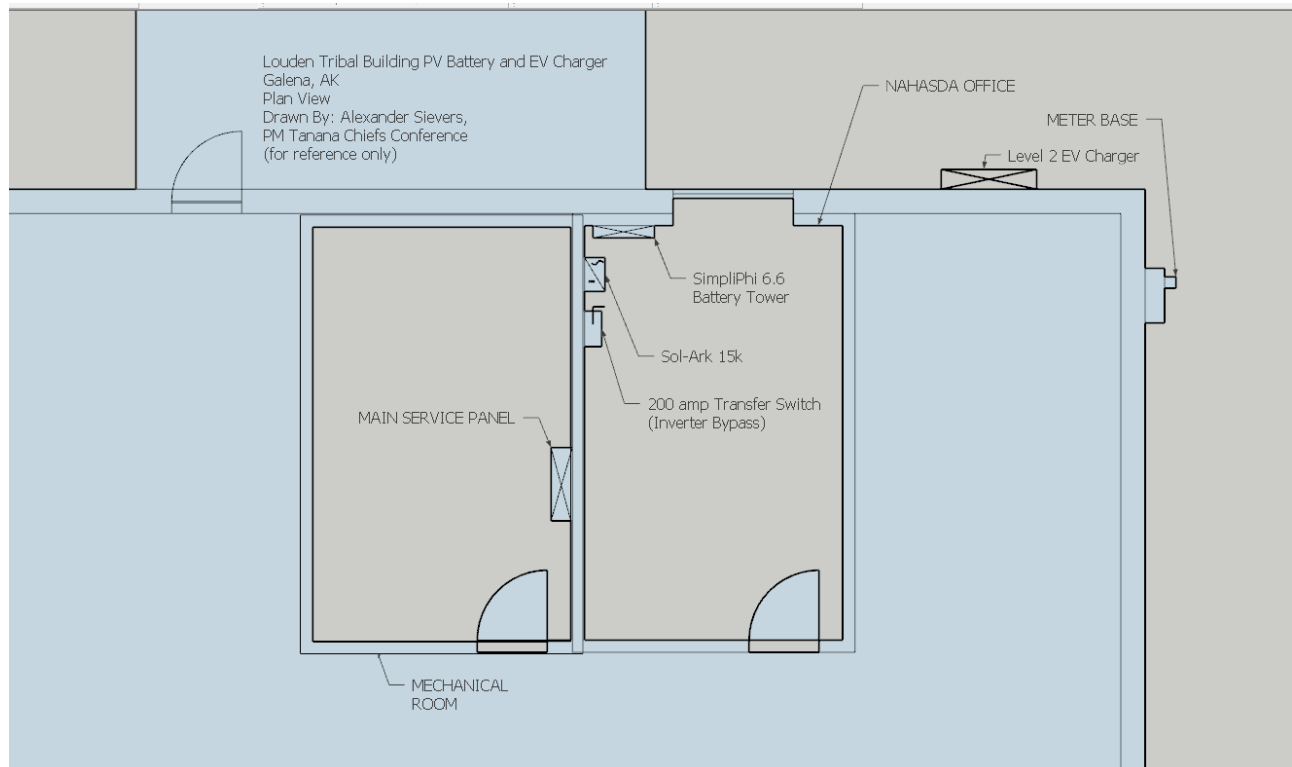 Louden Tribal Building PV Battery and EV Charger
Galena, AK
Plan View
Drawn By: Alexander Sievers,
PM Tanana Chiefs Conference
(for reference only)
NAHASDA OFFICE
METER BASE
Level 2 EV Charger
SimpliPhi 6.6
Battery Tower
Sol-Ark 15k
200 amp Transfer Switch
(Inverter Bypass)
MAIN SERVICE PANEL
MECHANICAL
ROOM